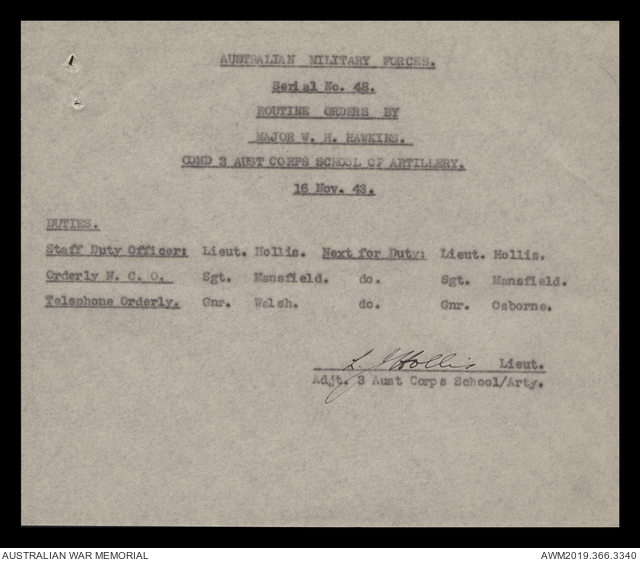 AUSTRALIAN MILITARY FORCES.
Serial No. 48.
ROUTINE ORDERS BY
MAJOR W. H. HAWKINS.
COMD 3 AUST CORPS SCHOOL OF ARTILLERY.
16 Nov. 43.
DUTIES.
Staff Duty Officer: Lieut. Hollis. Next for Duty: Lieut. Hollis.
Orderly N. C. O. Sgt. Mansfield. do. Sgt. Mansfield.
Telephone Orderly. Gnr. Walsh. do. Gnr. Osborne.
L. J Hollis Lieut.
Adjt. 3 Aust Corps School/Arty.
AUSTRALIAN WAR MEMORIAL AWM2019.366.3340